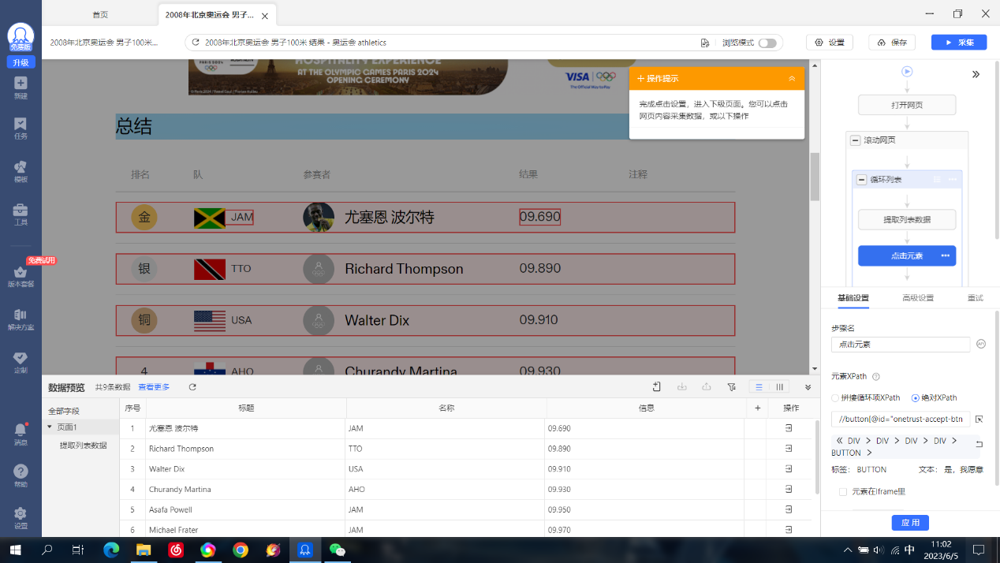 首页
2008年北京奥运会 男子...
2008年北京奥运会 男子100米...
2008年北京奥运会 男子100米 结果 - 奥运会 athletics
浏览模式
设置
保存
采集
免费版
升级
新建
任务
模板
工具
免费试用
版本套餐
解决方案
定制
消息
帮助
设置
HOSPITALITY EXPERIENCE
AT THE OLYMPIC GAMES PARIS 2024
OPENING CEREMONY
VISA
操作提示
完成点击设置，进入下级页面。您可以点击
网页内容采集数据，或以下操作
总结
排名 队 参赛者 结果 注释
金 JAM 尤塞恩 波尔特 09.690
银 TTO Richard Thompson 09.890
铜 USA Walter Dix 09.910
4 AHO Churandy Martina 09.930
打开网页
滚动网页
循环列表
提取列表数据
点击元素
基础设置 高级设置 重试
步骤名
点击元素
元素XPath
拼接循环项XPath 绝对XPath
//button[@id="onetrust-accept-btn
« DIV > DIV > DIV > DIV >
BUTTON >
标签： BUTTON 文本： 是，我愿意
元素在Iframe里
应用
数据预览 共9条数据 查看更多
全部字段
页面1
提取列表数据
序号 标题 名称 信息 + 操作
1 尤塞恩 波尔特 JAM 09.690
2 Richard Thompson TTO 09.890
3 Walter Dix USA 09.910
4 Churandy Martina AHO 09.930
5 Asafa Powell JAM 09.950
6 Michael Frater JAM 09.970
中
11:02
2023/6/5